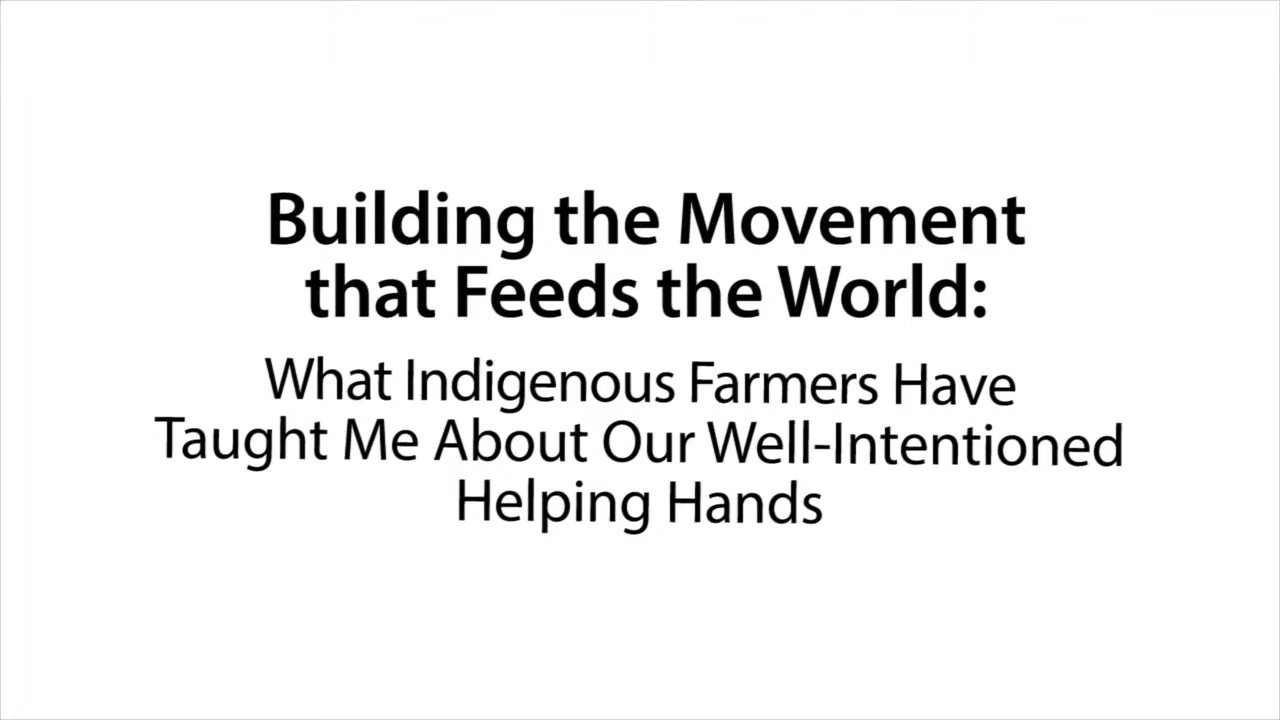 Building the Movement
that Feeds the World:
What Indigenous Farmers Have
Taught Me About Our Well-Intentioned
Helping Hands